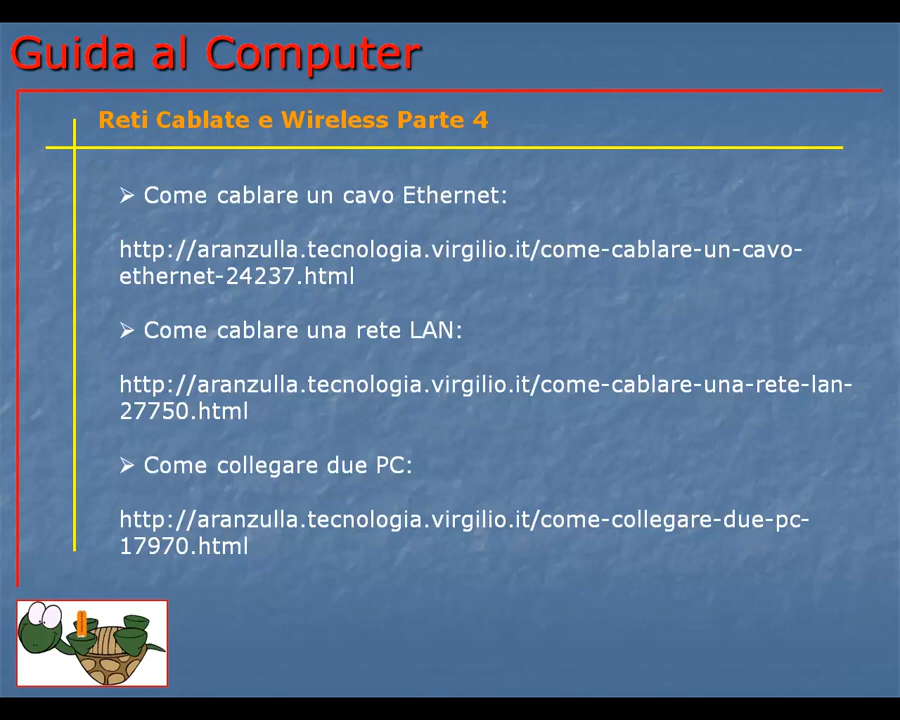 Guida al Computer
Reti Cablate e Wireless Parte 4
➢ Come cablare un cavo Ethernet:
http://aranzulla.tecnologia.virgilio.it/come-cablare-un-cavo-
ethernet-24237.html
➢ Come cablare una rete LAN:
http://aranzulla.tecnologia.virgilio.it/come-cablare-una-rete-lan-
27750.html
➢ Come collegare due PC:
http://aranzulla.tecnologia.virgilio.it/come-collegare-due-pc-
17970.html